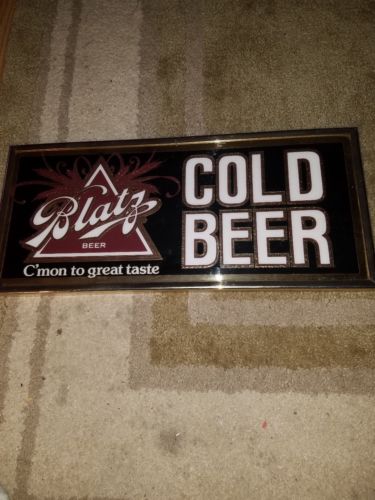 Blatz
BEER
C'mon to great taste
COLD
BEER